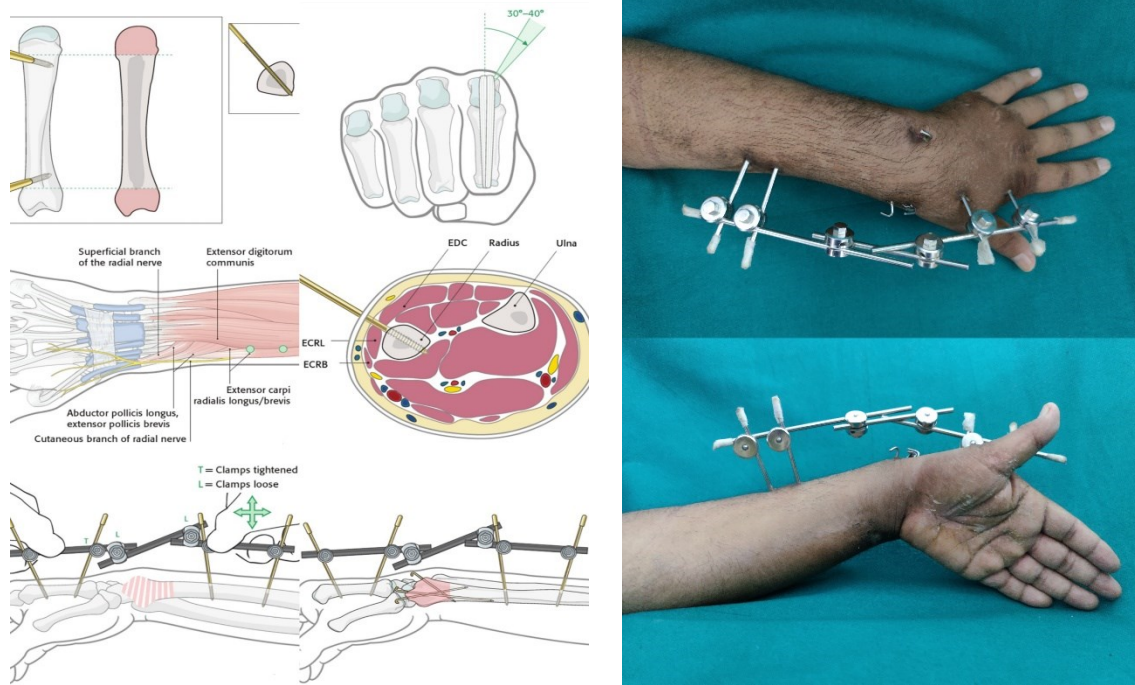 30°–40°
Superficial branch
of the radial nerve
Extensor digitorum
communis
EDC
Radius
Ulna
ECRL
ECRB
Extensor carpi
radialis longus/brevis
Abductor pollicis longus,
extensor pollicis brevis
Cutaneous branch of radial nerve
T = Clamps tightened
L = Clamps loose
L
T
L